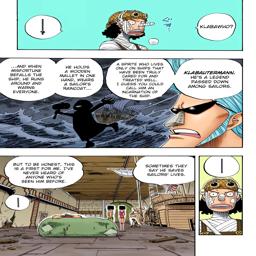 KLABAWHO?
KLABAUTERMANN.
HE'S A LEGEND
PASSED DOWN
AMONG SAILORS.
A SPIRITE WHO LIVES
ONLY ON SHIPS THAT
HAVE BEEN TRULY
CARED FOR AND
TREATED WELL.
I GUESS YOU
COULD CALL HIM AN
INCARNATION OF
THE SHIP.
HE HOLDS
A WOODEN
MALLET IN
ONE HAND,
WEARS A
SAILOR'S
RAINCOAT...
...AND WHEN
MISFORTUNE
BEFALLS THE
SHIP, HE RUNS
AROUND AND
WARNS
EVERYONE.
SOMETIMES THEY
SAY HE SAVES
SAILORS' LIVES.
BUT TO BE HONEST, THIS
IS A FIRST FOR ME. I'VE
NEVER HEARD OF
ANYONE WHO'S
SEEN HIM BEFORE.